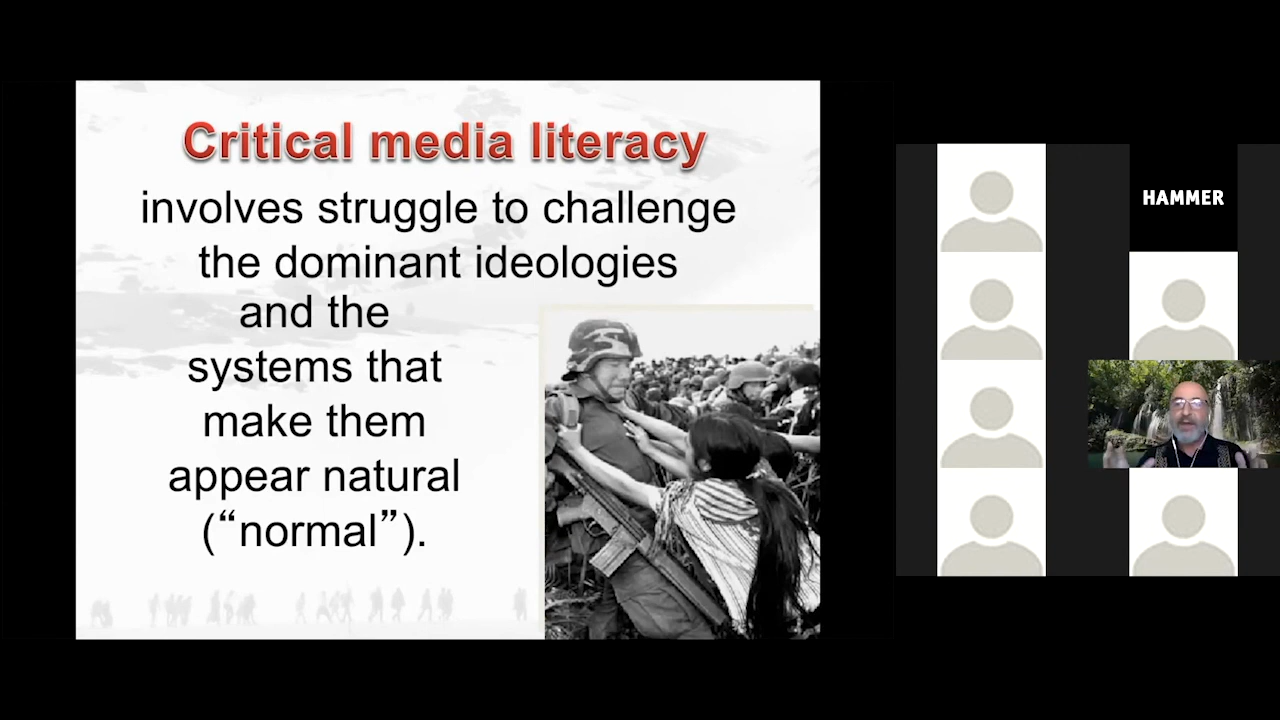 Critical media literacy
involves struggle to challenge
the dominant ideologies
and the
systems that
make them
appear natural
(“normal”).
HAMMER